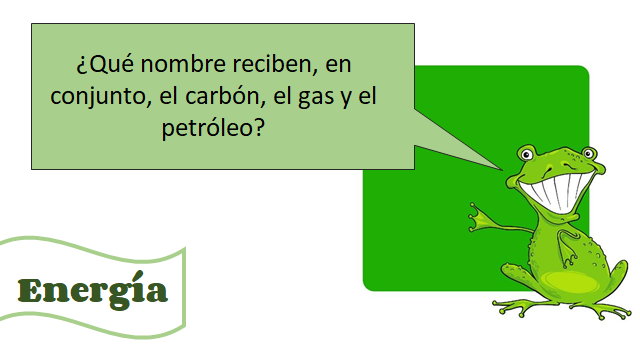 ¿Qué nombre reciben, en
conjunto, el carbón, el gas y el
petróleo?
Energía